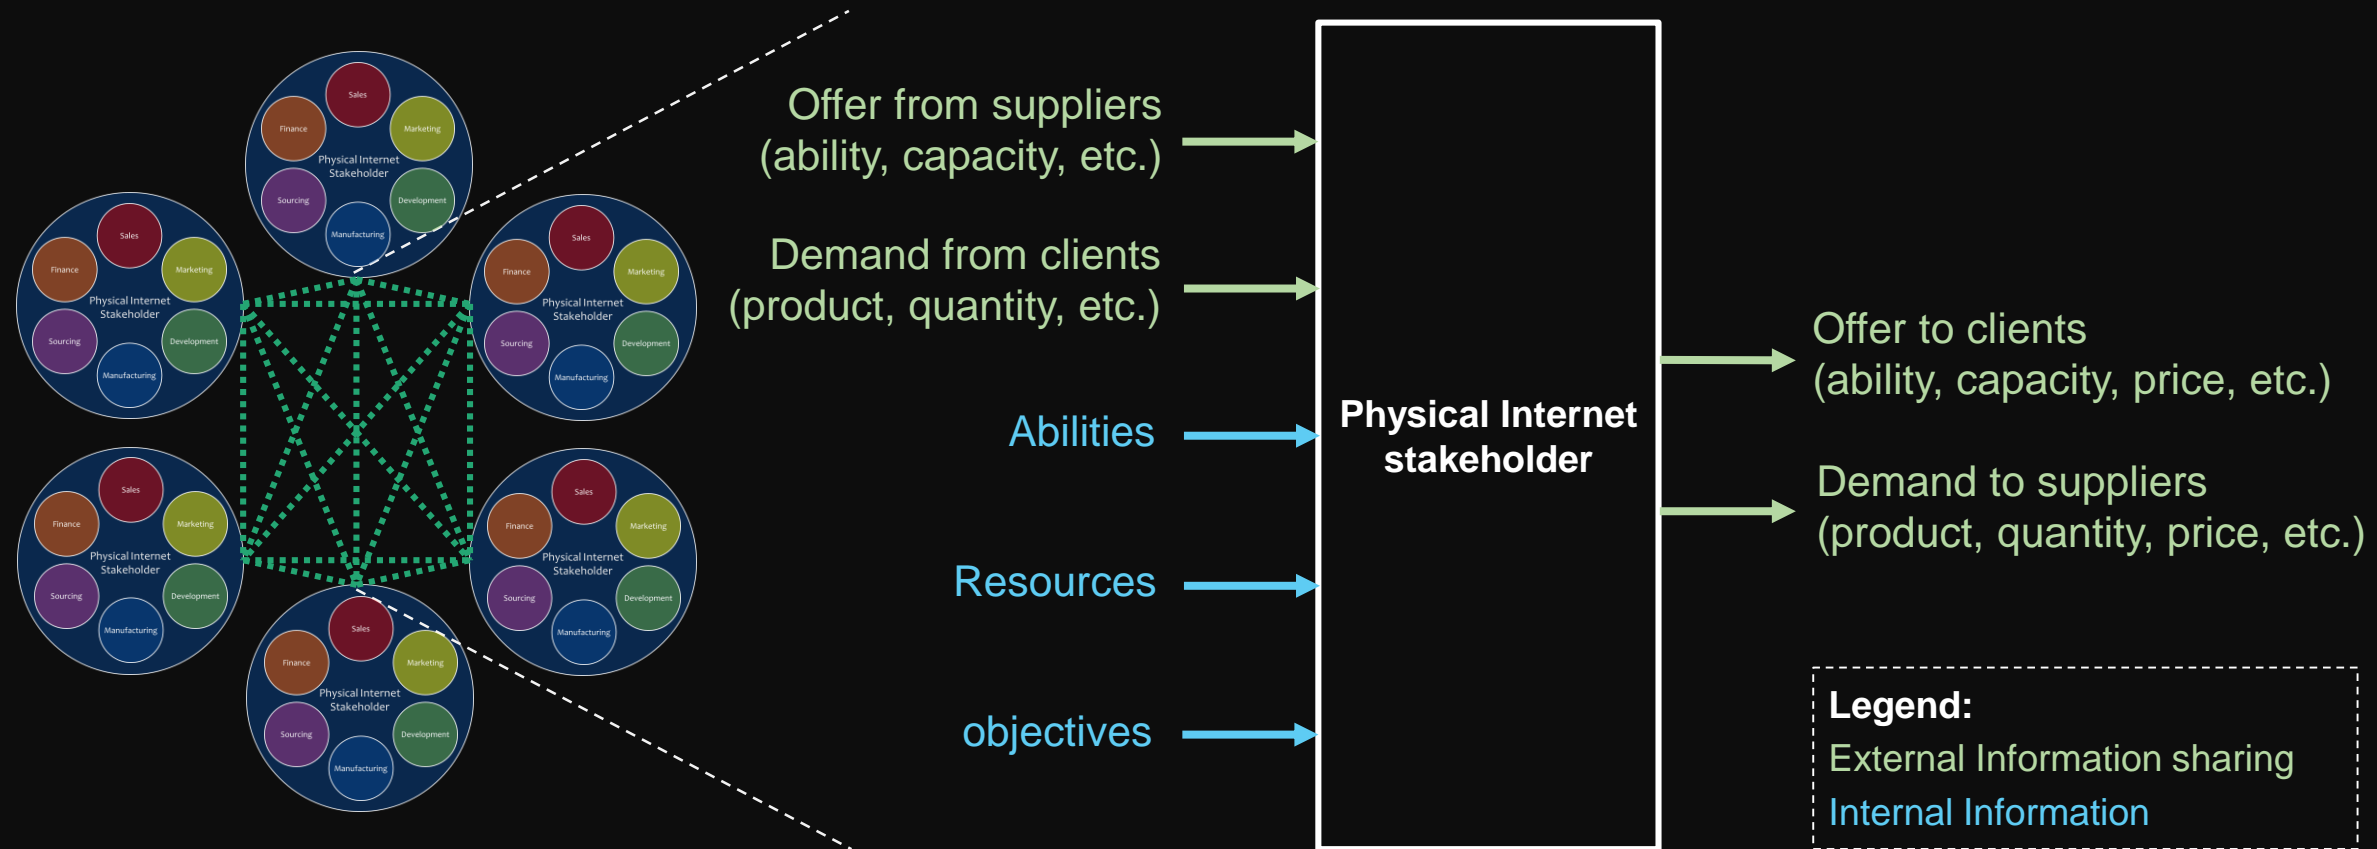 Sales
Finance
Marketing
Physical Internet
Stakeholder
Sourcing
Development
Manufacturing
Sales
Finance
Marketing
Physical Internet
Stakeholder
Sourcing
Development
Manufacturing
Sales
Finance
Marketing
Physical Internet
Stakeholder
Sourcing
Development
Manufacturing
Sales
Finance
Marketing
Physical Internet
Stakeholder
Sourcing
Development
Manufacturing
Sales
Finance
Marketing
Physical Internet
Stakeholder
Sourcing
Development
Manufacturing
Sales
Finance
Marketing
Physical Internet
Stakeholder
Sourcing
Development
Manufacturing
Offer from suppliers
(ability, capacity, etc.)
Demand from clients
(product, quantity, etc.)
Abilities
Resources
objectives
Physical Internet
stakeholder
Offer to clients
(ability, capacity, price, etc.)
Demand to suppliers
(product, quantity, price, etc.)
Legend:
External Information sharing
Internal Information